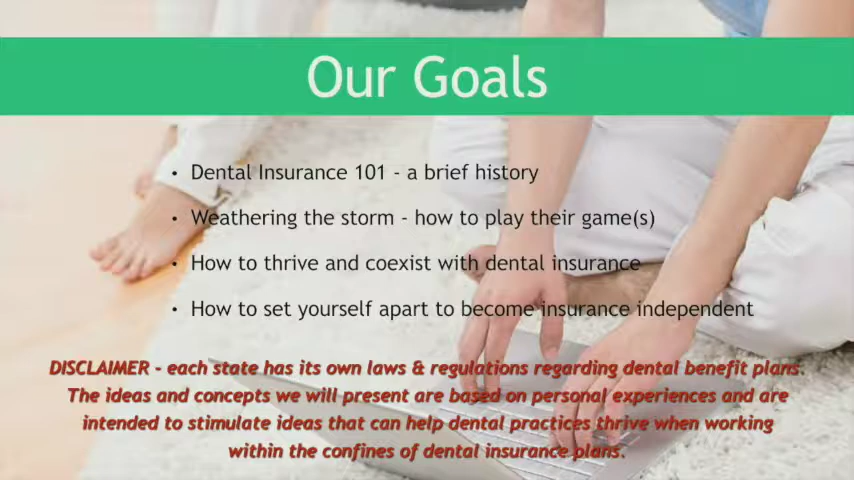 Our Goals
• Dental Insurance 101 - a brief history
• Weathering the storm - how to play their game(s)
• How to thrive and coexist with dental insurance
• How to set yourself apart to become insurance independent
DISCLAIMER - each state has its own laws & regulations regarding dental benefit plans.
The ideas and concepts we will present are based on personal experiences and are
intended to stimulate ideas that can help dental practices thrive when working
within the confines of dental insurance plans.